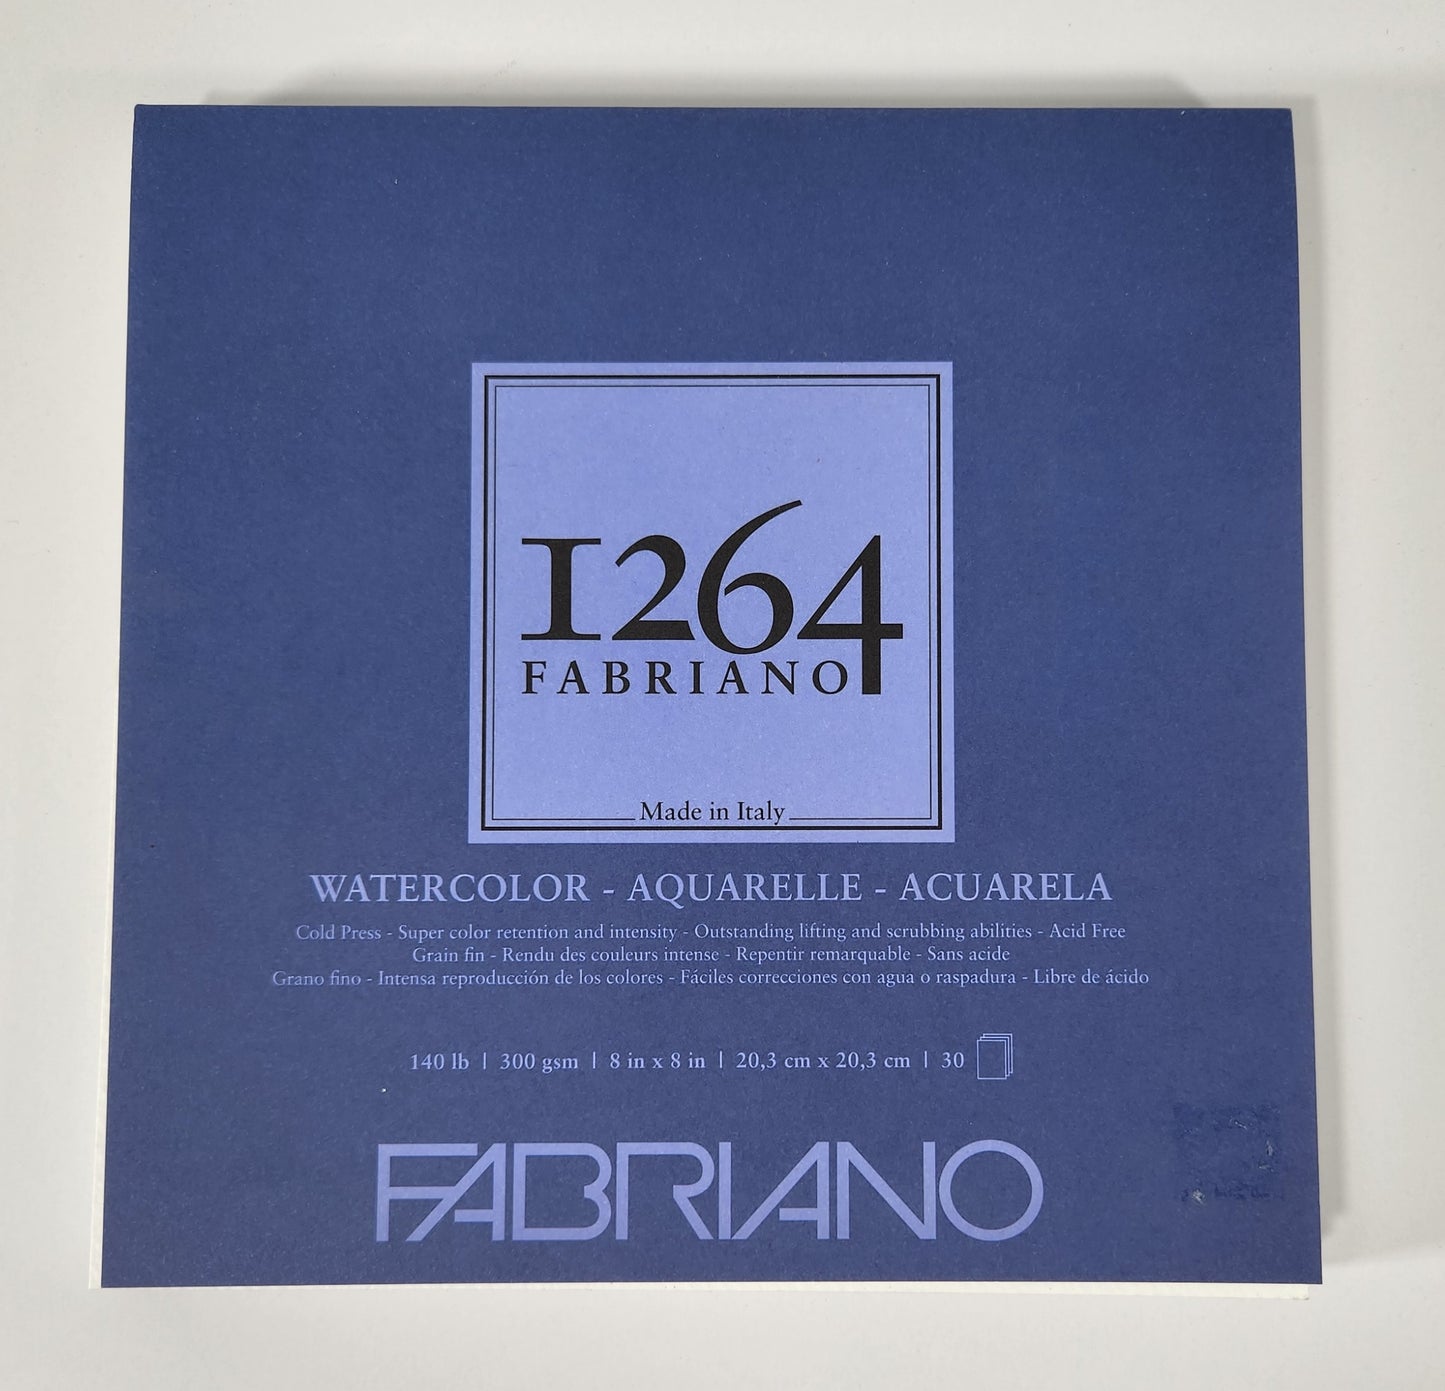 1264
FABRIANO
Made in Italy
WATERCOLOR - AQUARELLE - ACUARELA
Cold Press - Super color retention and intensity - Outstanding lifting and scrubbing abilities - Acid Free
Grain fin - Rendu des couleurs intense - Repentir remarquable - Sans acide
Grano fino - Intensa reproducción de los colores - Fáciles correcciones con agua o raspadura - Libre de ácido
140 lb | 300 gsm | 8 in x 8 in | 20,3 cm x 20,3 cm | 30
FABRIANO